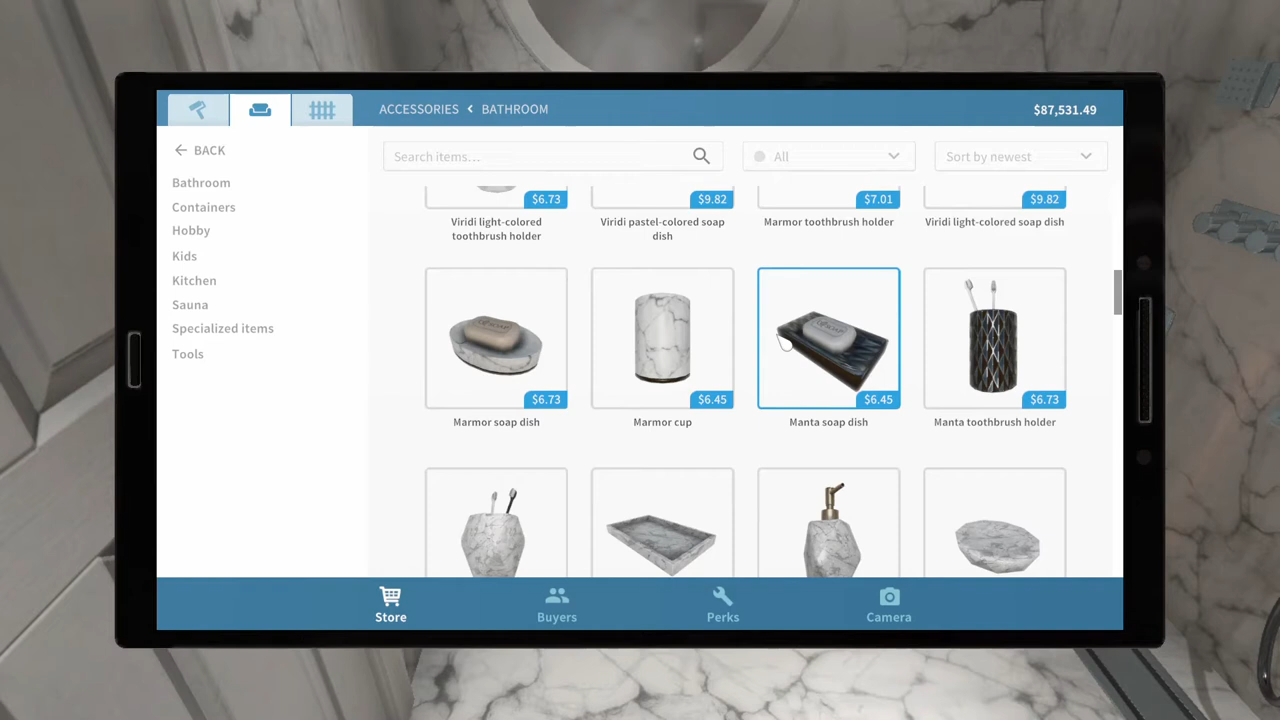 ACCESSORIES
BATHROOM
$87,531.49
BACK
Search items...
All
Sort by newest
Bathroom
Containers
Hobby
Kids
Kitchen
Sauna
Specialized items
Tools
$6.73
$9.82
$7.01
$9.82
Viridi light-colored
toothbrush holder
Viridi pastel-colored soap
dish
Marmor toothbrush holder
Viridi light-colored soap dish
$6.73
$6.45
$6.45
$6.73
Marmor soap dish
Marmor cup
Manta soap dish
Manta toothbrush holder
Store
Buyers
Perks
Camera